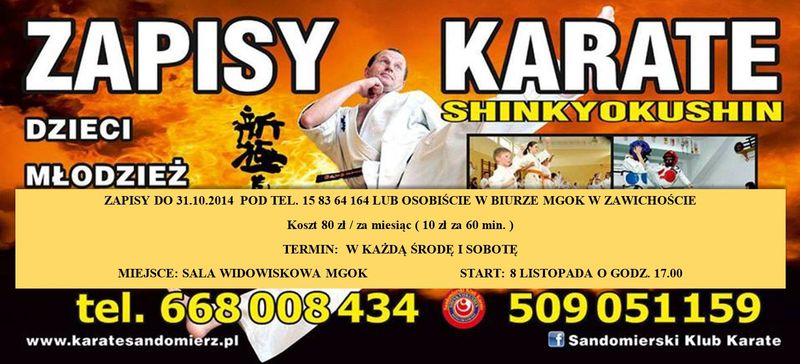 ZAPISY KARATE
SHINKYOKUSHIN
DZIECI
MŁODZIEŻ
ZAPISY DO 31.10.2014 POD TEL. 15 83 64 164 LUB OSOBIŚCIE W BIURZE MGOK W ZAWICHOŚCIE
Koszt 80 zł / za miesiąc ( 10 zł za 60 min. )
TERMIN: W KAŻDĄ ŚRODĘ I SOBOTĘ
MIEJSCE: SALA WIDOWISKOWA MGOK START: 8 LISTOPADA O GODZ. 17.00
tel. 668 008 434 509 051 159
www.karatesandomierz.pl Sandomierski Klub Karate